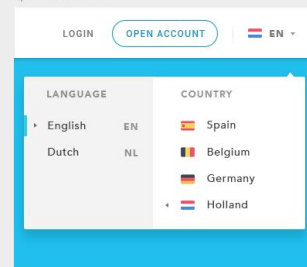 LOGIN OPEN ACCOUNT EN
LANGUAGE COUNTRY
English EN Spain
Dutch NL Belgium
Germany
Holland